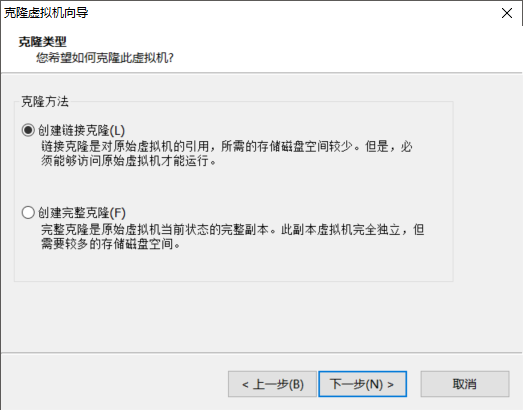 克隆虚拟机向导
克隆类型
您希望如何克隆此虚拟机?
克隆方法
创建链接克隆(L)
链接克隆是对原始虚拟机的引用，所需的存储磁盘空间较少。但是，必
须能够访问原始虚拟机才能运行。
创建完整克隆(F)
完整克隆是原始虚拟机当前状态的完整副本。此副本虚拟机完全独立，但
需要较多的存储磁盘空间。
< 上一步(B) 下一步(N) > 取消